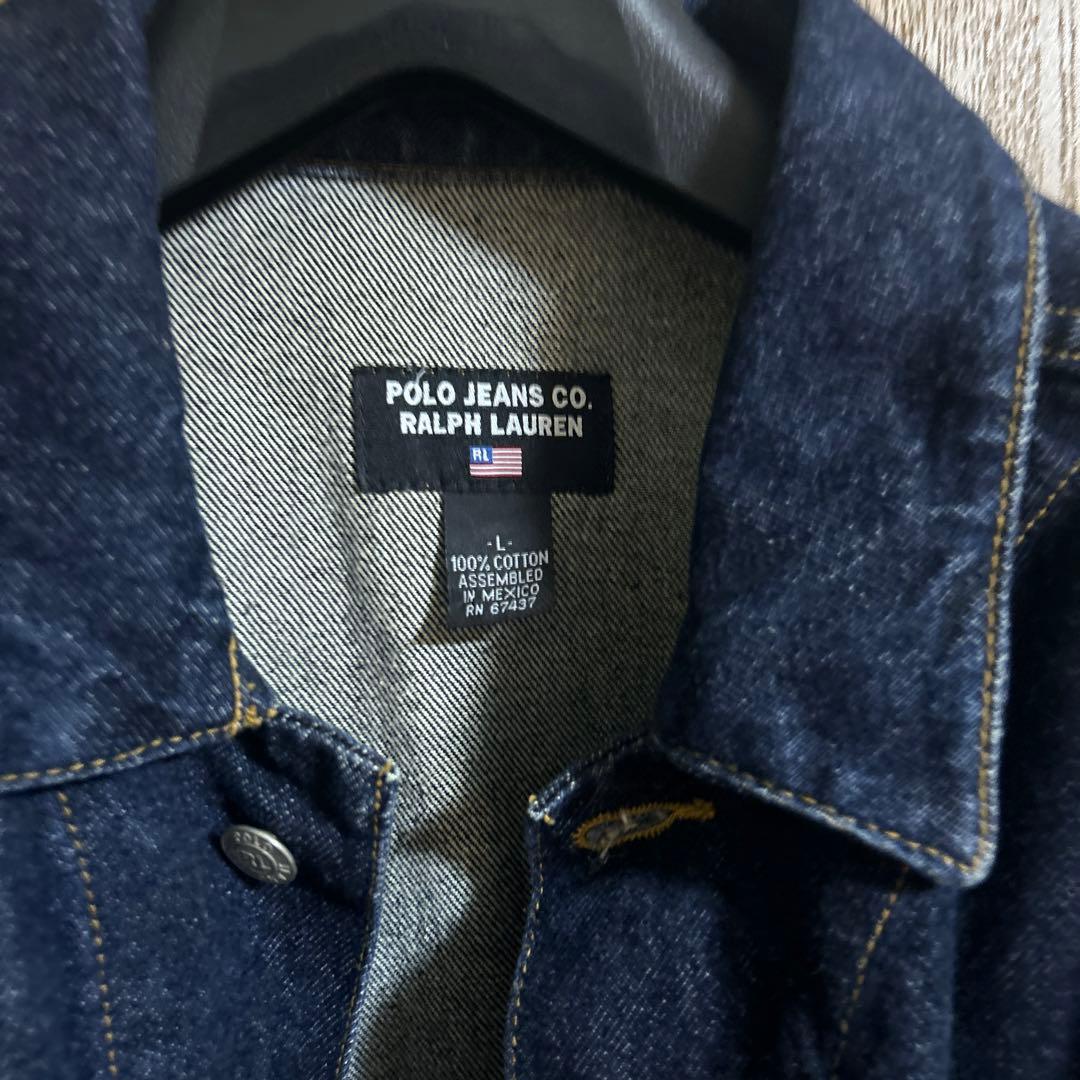 POLO JEANS CO.
RALPH LAUREN
RL
-L-
100% COTTON
ASSEMBLED
IN MEXICO
RN 67437